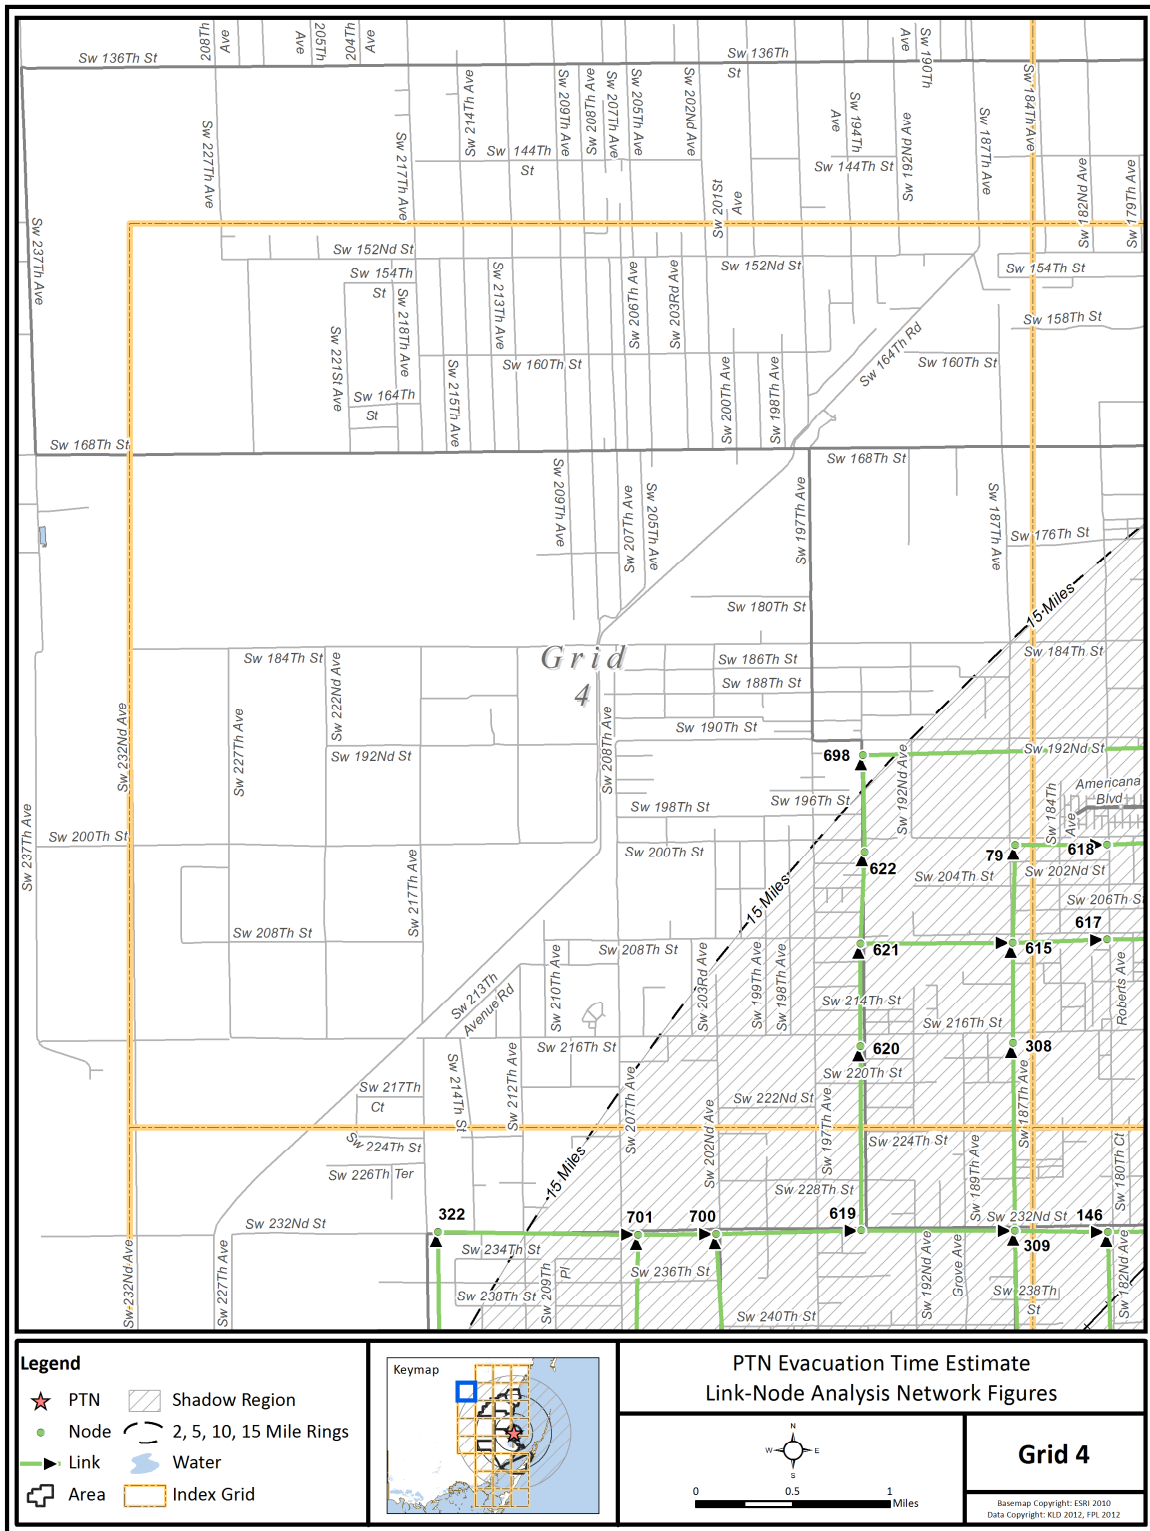 208Th
Ave
Ave
205Th
204Th
Ave
Ave
Sw 190Th
Sw 136Th St
Sw 136Th
St
Sw 214Th Ave
Sw 209Th Ave
Sw 208Th Ave
Sw 207Th Ave
Sw 205Th Ave
Sw 202Nd Ave
Sw 184Th Ave
Sw 227Th Ave
Sw 217Th Ave
Ave
Sw 194Th
Sw 192Nd Ave
Sw 187Th Ave
Sw 144Th
St
Sw 144Th St
Sw 201St
Ave
Sw 182Nd Ave
Sw 179Th Ave
Sw 237Th Ave
Sw 152Nd St
Sw 152Nd St
Sw 154Th
St
Sw 154Th St
Sw 218Th Ave
Sw 213Th Ave
Sw 206Th Ave
Sw 203Rd Ave
Sw 158Th St
Sw 221St Ave
Sw 215Th Ave
Sw 160Th St
Sw 164Th Rd
Sw 160Th St
Sw 200Th Ave
Sw 198Th Ave
Sw 164Th
St
Sw 168Th St
Sw 168Th St
Sw 209Th Ave
Sw 207Th Ave
Sw 205Th Ave
Sw 197Th Ave
Sw 187Th Ave
Sw 176Th St
15 Miles
Sw 180Th St
Grid
4
Sw 184Th St
Sw 222Nd Ave
Sw 186Th St
Sw 184Th St
Sw 188Th St
Sw 232Nd Ave
Sw 227Th Ave
Sw 208Th Ave
Sw 190Th St
Sw 192Nd St
698
Sw 192Nd Ave
Sw 192Nd St
Americana
Blvd
Sw 198Th St
Sw 196Th St
Sw 184Th
Ave
Sw 237Th Ave
Sw 200Th St
Sw 200Th St
622
79
618
Sw 204Th St
Sw 202Nd St
Sw 217Th Ave
15 Miles
Sw 206Th St
617
Sw 208Th St
Sw 208Th St
621
615
Sw 210Th Ave
Sw 203Rd Ave
Sw 199Th Ave
Sw 198Th Ave
Roberts Ave
Sw 213Th
Avenue Rd
Sw 214Th St
Sw 216Th St
Sw 216Th St
620
308
Sw 220Th St
Sw 217Th
Ct
Sw 214Th St
Sw 212Th Ave
Sw 207Th Ave
Sw 222Nd St
Sw 187Th Ave
Sw 202Nd Ave
Sw 197Th Ave
Sw 224Th St
Sw 224Th St
Sw 189Th Ave
Sw 180Th Ct
Sw 226Th Ter
15 Miles
Sw 228Th St
322
701
700
619
146
Sw 232Nd St
Sw 232Nd St
309
Sw 234Th St
Sw 232Nd Ave
Sw 227Th Ave
Sw 209Th
Pl
Sw 236Th St
Sw 192Nd Ave
Grove Ave
Sw 182Nd Ave
Sw 238Th St
Sw 238Th
St
Sw 240Th St
Legend
PTN
Shadow Region
Node
2, 5, 10, 15 Mile Rings
Link
Water
Area
Index Grid
Keymap
PTN Evacuation Time Estimate
Link-Node Analysis Network Figures
N
W
E
S
0
0.5
1
Miles
Grid 4
Basemap Copyright: ESRI 2010
Data Copyright: KLD 2012, FPL 2012